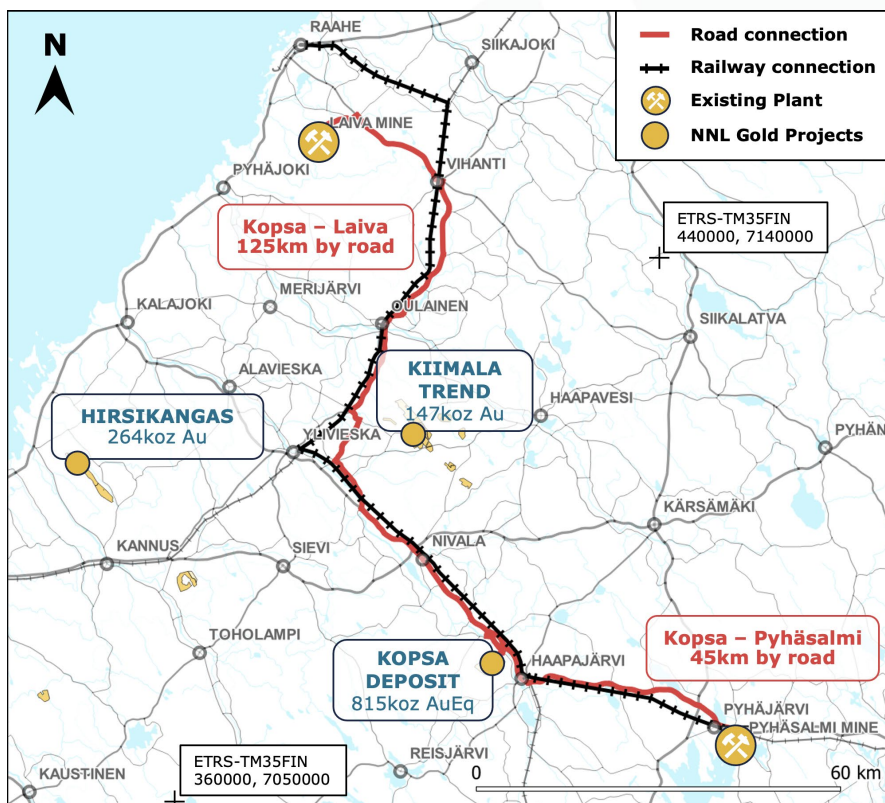 N
RAAHE
SIIKAJOKI
Road connection
Railway connection
Existing Plant
NNL Gold Projects
LAIVA MINE
VIHANTI
PYHÄJOKI
Kopsa – Laiva
125km by road
ETRS-TM35FIN
440000, 7140000
MERIJÄRVI
OULAINEN
KALAJOKI
SIIKALATVA
ALAVIESKA
KIIMALA
TREND
147koz Au
HAAPAVESI
HIRSIKANGAS
264koz Au
YLIVIESKA
PYHÄN
KÄRSÄMÄKI
KANNUS
SIEVI
NIVALA
TOHOLAMPI
KOPSA
DEPOSIT
815koz AuEq
HAAPAJÄRVI
Kopsa – Pyhäsalmi
45km by road
PYHÄJÄRVI
PYHÄSALMI MINE
REISJÄRVI
ETRS-TM35FIN
360000, 7050000
KAUSTINEN
0
60 km